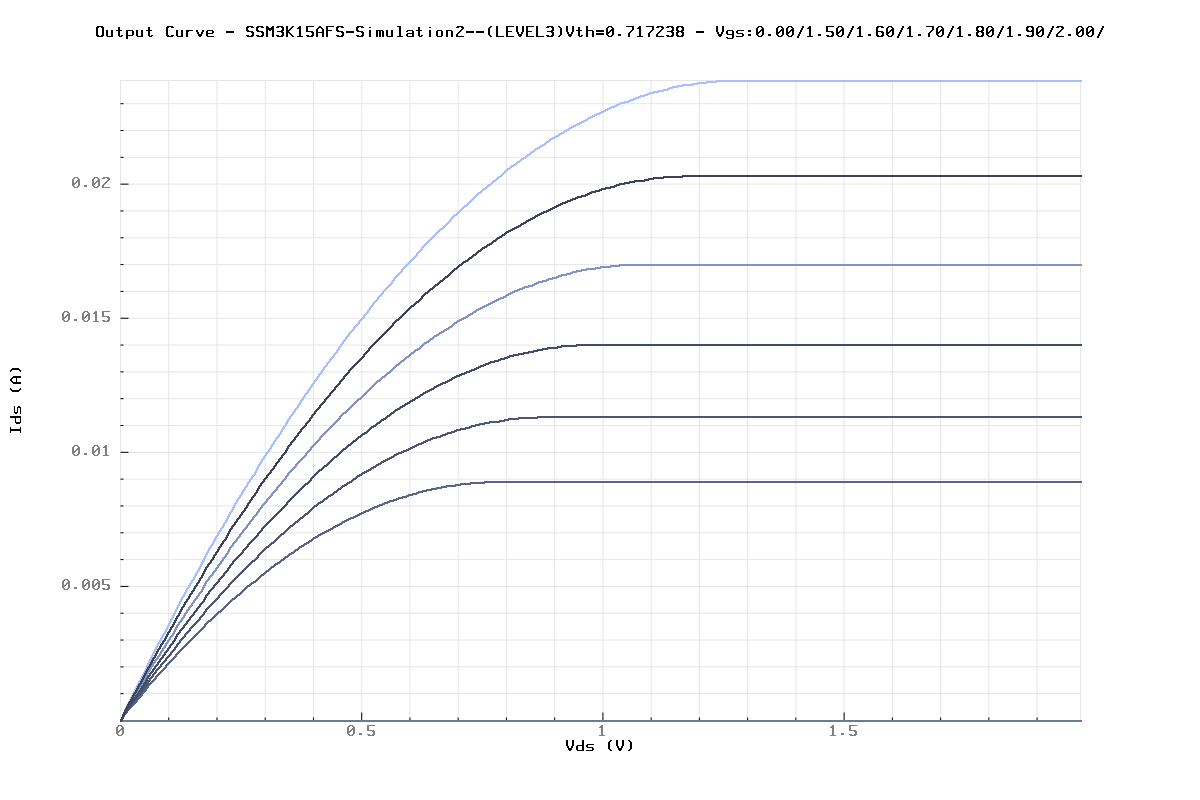 Output Curve - SSM3K15AFS-Simulation2--(LEVEL3)Vth=0.717238 - Vgs:0.00/1.50/1.60/1.70/1.80/1.90/2.00/
0.02
0.015
0.01
0.005
Ids (A)
0 0.5 1 1.5
Vds (V)